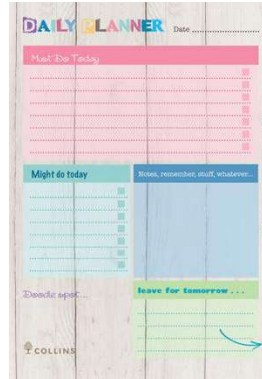 DAILY PLANNER
Date
Must Do Today
Might do today
Notes, remember, stuff, whatever...
Doodle spot...
leave for tomorrow . . .
COLLINS